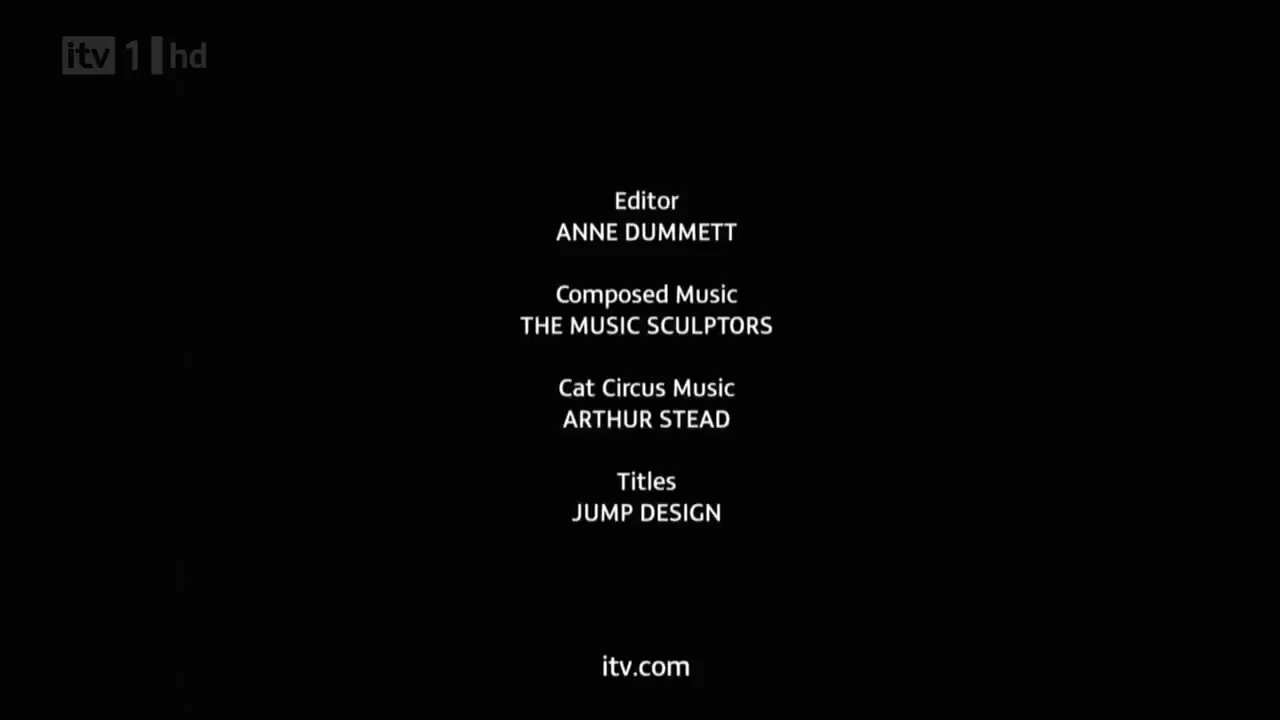 itv 1 hd
Editor
ANNE DUMMETT
Composed Music
THE MUSIC SCULPTORS
Cat Circus Music
ARTHUR STEAD
Titles
JUMP DESIGN
itv.com